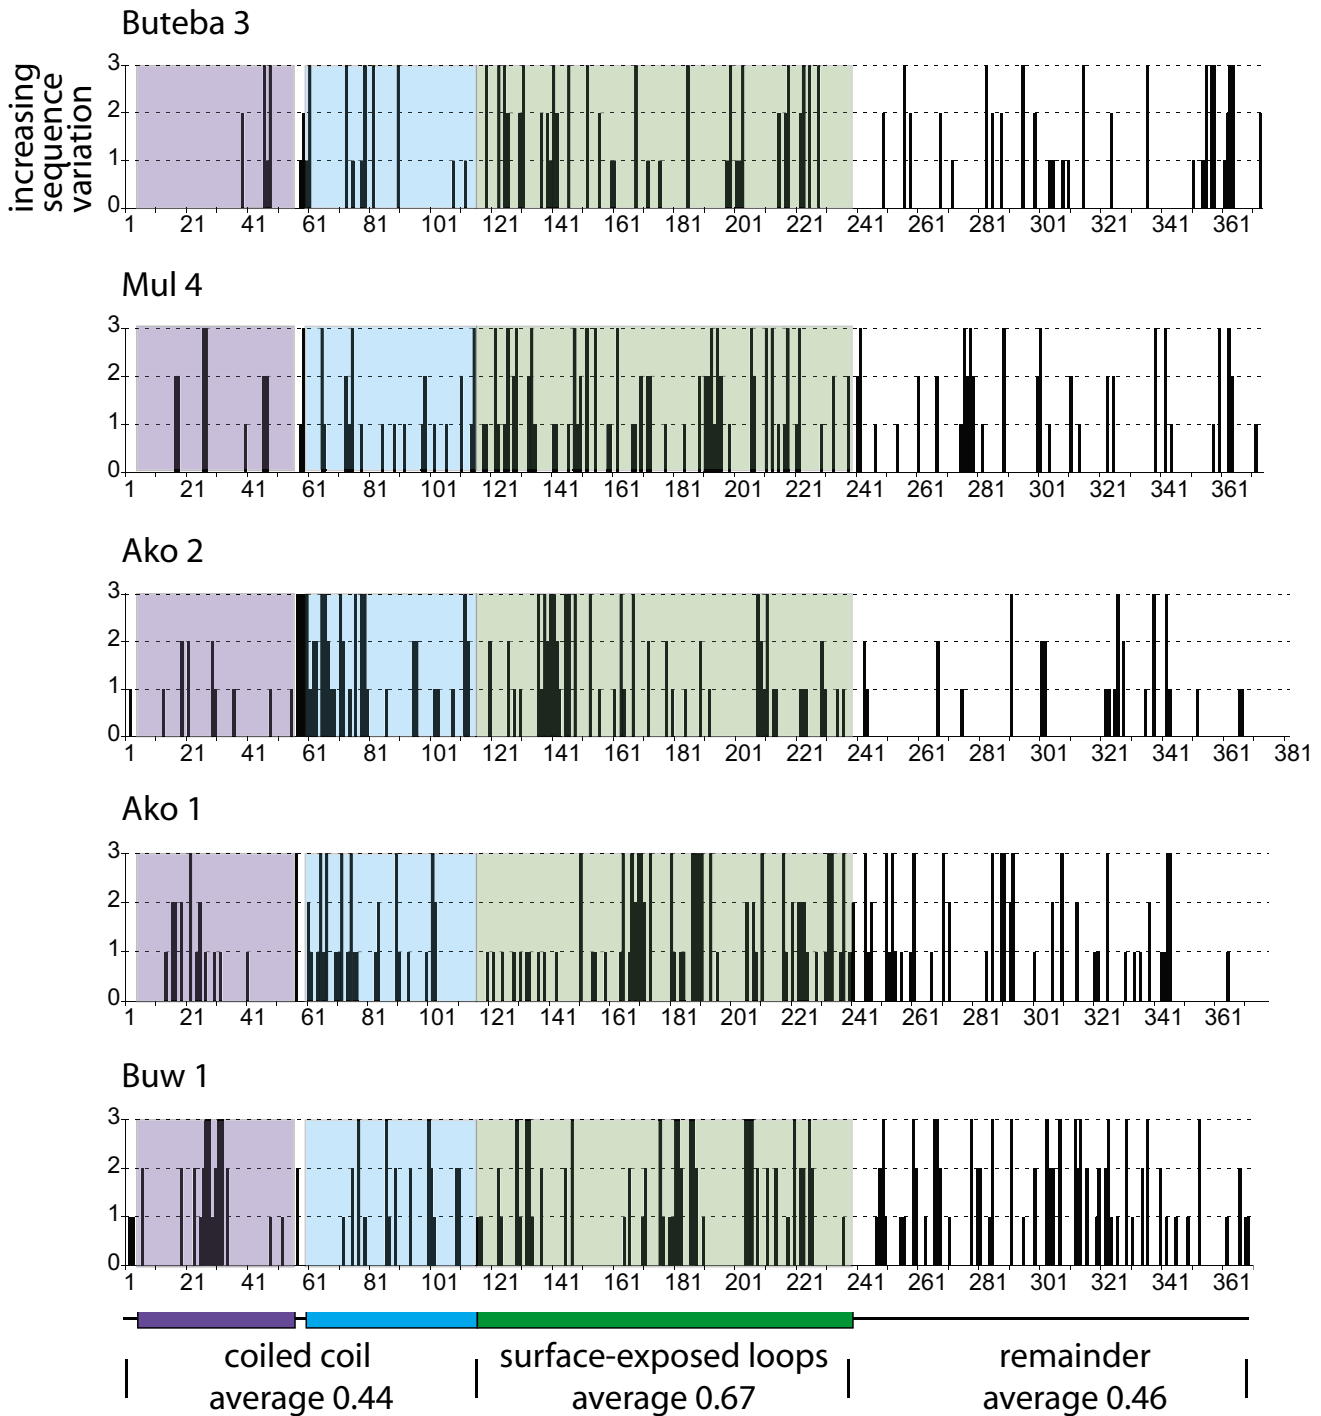 Buteba 3
increasing
sequence
variation
3
2
1
0
1 21 41 61 81 101 121 141 161 181 201 221 241 261 281 301 321 341 361
Mul 4
3
2
1
0
1 21 41 61 81 101 121 141 161 181 201 221 241 261 281 301 321 341 361
Ako 2
3
2
1
0
1 21 41 61 81 101 121 141 161 181 201 221 241 261 281 301 321 341 361 381
Ako 1
3
2
1
0
1 21 41 61 81 101 121 141 161 181 201 221 241 261 281 301 321 341 361
Buw 1
3
2
1
0
1 21 41 61 81 101 121 141 161 181 201 221 241 261 281 301 321 341 361
coiled coil surface-exposed loops remainder
average 0.44 average 0.67 average 0.46